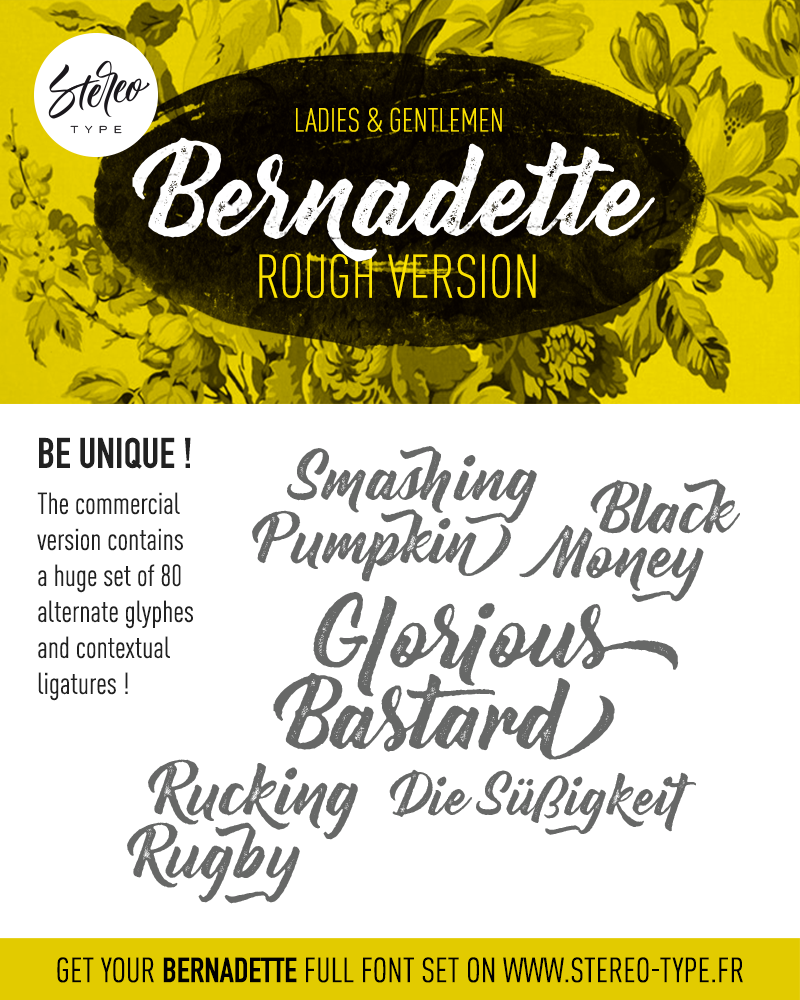 Stereo
TYPE
LADIES & GENTLEMEN
Bernadette
ROUGH VERSION
BE UNIQUE !
The commercial
version contains
a huge set of 80
alternate glyphes
and contextual
ligatures !
Smashing
Pumpkin
Black
Money
Glorious
Bastard
Rucking
Rugby
Die Süßigkeit
GET YOUR BERNADETTE FULL FONT SET ON WWW.STEREO-TYPE.FR